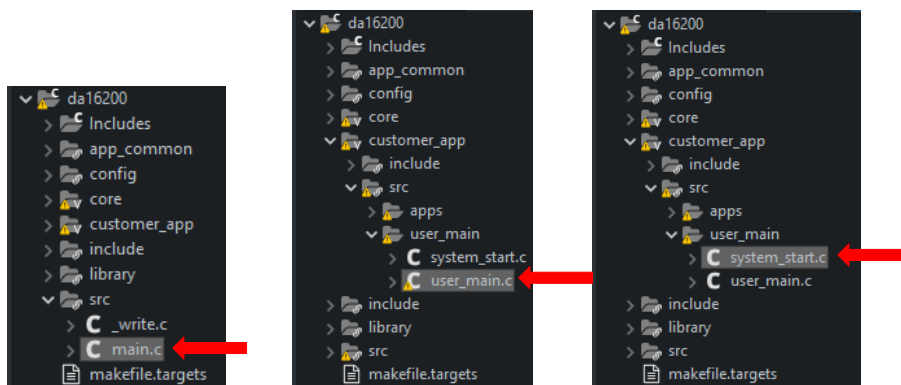 da16200
Includes
app_common
config
core
customer_app
include
library
src
_write.c
main.c
makefile.targets
da16200
Includes
app_common
config
core
customer_app
include
src
apps
user_main
system_start.c
user_main.c
include
library
src
makefile.targets
da16200
Includes
app_common
config
core
customer_app
include
src
apps
user_main
system_start.c
user_main.c
include
library
src
makefile.targets